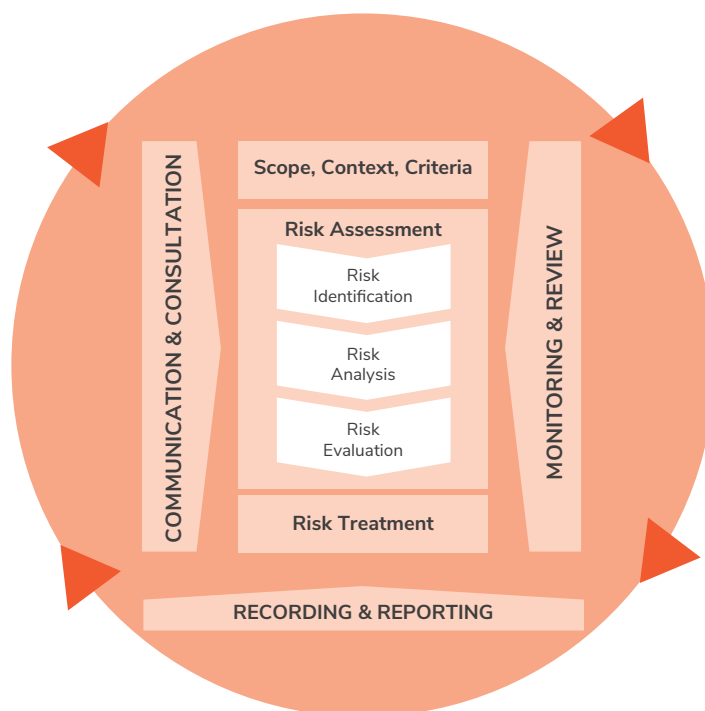 COMMUNICATION & CONSULTATION
Scope, Context, Criteria
Risk Assessment
Risk
Identification
Risk
Analysis
Risk
Evaluation
Risk Treatment
MONITORING & REVIEW
RECORDING & REPORTING